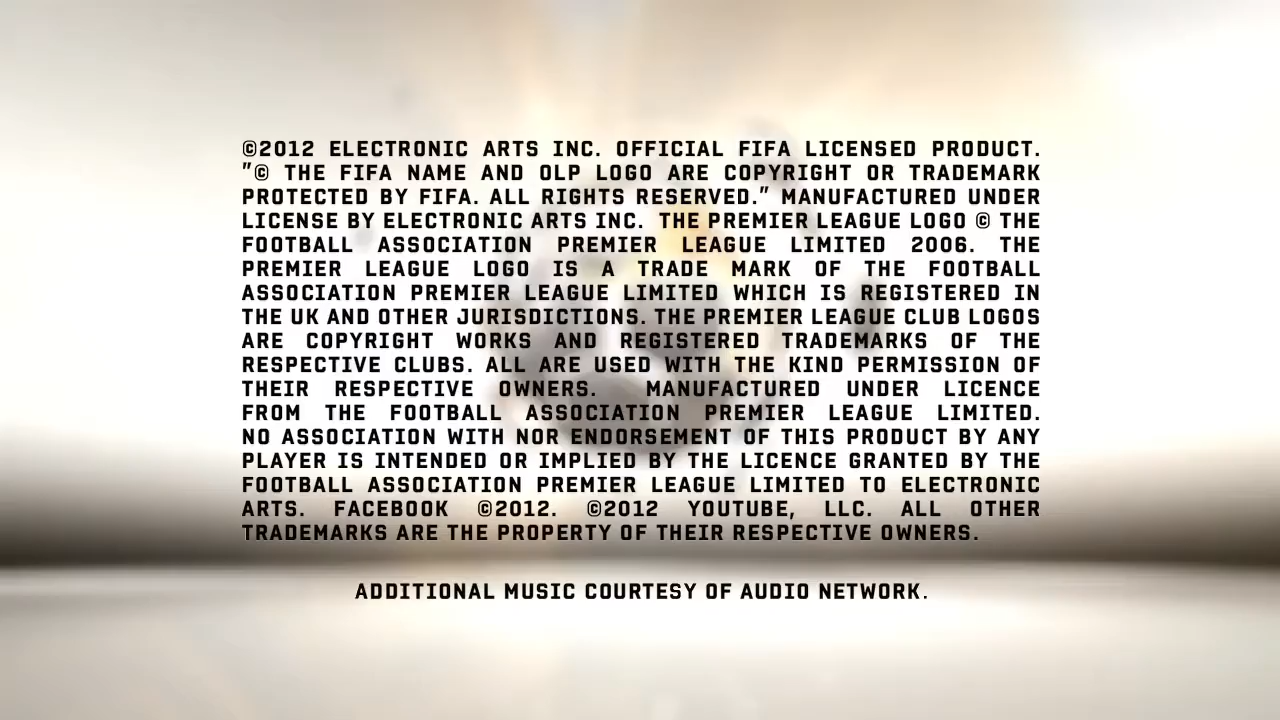 ©2012 ELECTRONIC ARTS INC. OFFICIAL FIFA LICENSED PRODUCT.
"© THE FIFA NAME AND OLP LOGO ARE COPYRIGHT OR TRADEMARK
PROTECTED BY FIFA. ALL RIGHTS RESERVED." MANUFACTURED UNDER
LICENSE BY ELECTRONIC ARTS INC. THE PREMIER LEAGUE LOGO © THE
FOOTBALL ASSOCIATION PREMIER LEAGUE LIMITED 2006. THE
PREMIER LEAGUE LOGO IS A TRADE MARK OF THE FOOTBALL
ASSOCIATION PREMIER LEAGUE LIMITED WHICH IS REGISTERED IN
THE UK AND OTHER JURISDICTIONS. THE PREMIER LEAGUE CLUB LOGOS
ARE COPYRIGHT WORKS AND REGISTERED TRADEMARKS OF THE
RESPECTIVE CLUBS. ALL ARE USED WITH THE KIND PERMISSION OF
THEIR RESPECTIVE OWNERS. MANUFACTURED UNDER LICENCE
FROM THE FOOTBALL ASSOCIATION PREMIER LEAGUE LIMITED.
NO ASSOCIATION WITH NOR ENDORSEMENT OF THIS PRODUCT BY ANY
PLAYER IS INTENDED OR IMPLIED BY THE LICENCE GRANTED BY THE
FOOTBALL ASSOCIATION PREMIER LEAGUE LIMITED TO ELECTRONIC
ARTS. FACEBOOK ©2012. ©2012 YOUTUBE, LLC. ALL OTHER
TRADEMARKS ARE THE PROPERTY OF THEIR RESPECTIVE OWNERS.
ADDITIONAL MUSIC COURTESY OF AUDIO NETWORK.